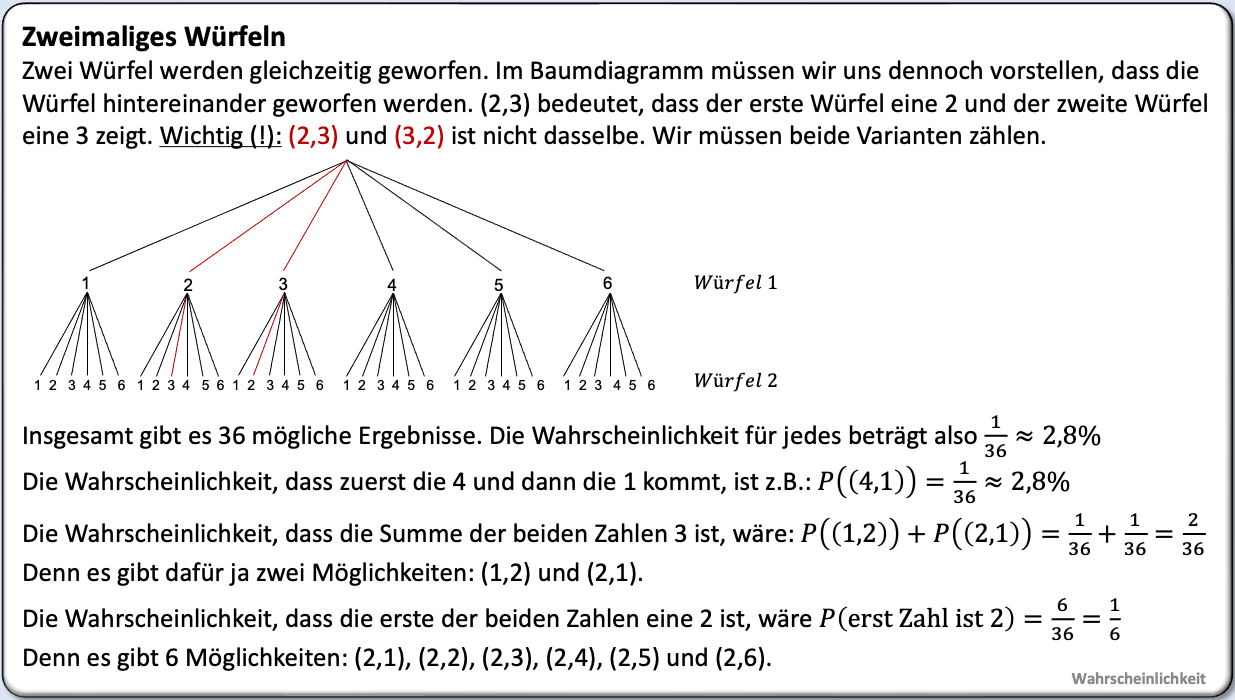 Zweimaliges Würfeln
Zwei Würfel werden gleichzeitig geworfen. Im Baumdiagramm müssen wir uns dennoch vorstellen, dass die
Würfel hintereinander geworfen werden. (2,3) bedeutet, dass der erste Würfel eine 2 und der zweite Würfel
eine 3 zeigt. Wichtig (!): (2,3) und (3,2) ist nicht dasselbe. Wir müssen beide Varianten zählen.
1 2 3 4 5 6 Würfel 1
1 2 3 4 5 6 1 2 3 4 5 6 1 2 3 4 5 6 1 2 3 4 5 6 1 2 3 4 5 6 1 2 3 4 5 6 Würfel 2
Insgesamt gibt es 36 mögliche Ergebnisse. Die Wahrscheinlichkeit für jedes beträgt also 1/36 ≈ 2,8%
Die Wahrscheinlichkeit, dass zuerst die 4 und dann die 1 kommt, ist z.B.: P((4,1)) = 1/36 ≈ 2,8%
Die Wahrscheinlichkeit, dass die Summe der beiden Zahlen 3 ist, wäre: P((1,2)) + P((2,1)) = 1/36 + 1/36 = 2/36
Denn es gibt dafür ja zwei Möglichkeiten: (1,2) und (2,1).
Die Wahrscheinlichkeit, dass die erste der beiden Zahlen eine 2 ist, wäre P(erst Zahl ist 2) = 6/36 = 1/6
Denn es gibt 6 Möglichkeiten: (2,1), (2,2), (2,3), (2,4), (2,5) und (2,6).
Wahrscheinlichkeit